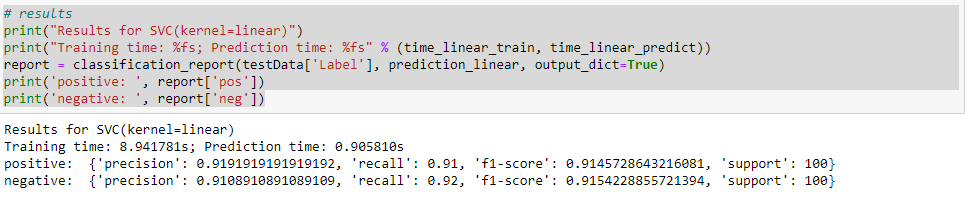 # results
print("Results for SVC(kernel=linear)")
print("Training time: %fs; Prediction time: %fs" % (time_linear_train, time_linear_predict))
report = classification_report(testData['Label'], prediction_linear, output_dict=True)
print('positive: ', report['pos'])
print('negative: ', report['neg'])
Results for SVC(kernel=linear)
Training time: 8.941781s; Prediction time: 0.905810s
positive:  {'precision': 0.9191919191919192, 'recall': 0.91, 'f1-score': 0.9145728643216081, 'support': 100}
negative:  {'precision': 0.9108910891089109, 'recall': 0.92, 'f1-score': 0.9154228855721394, 'support': 100}